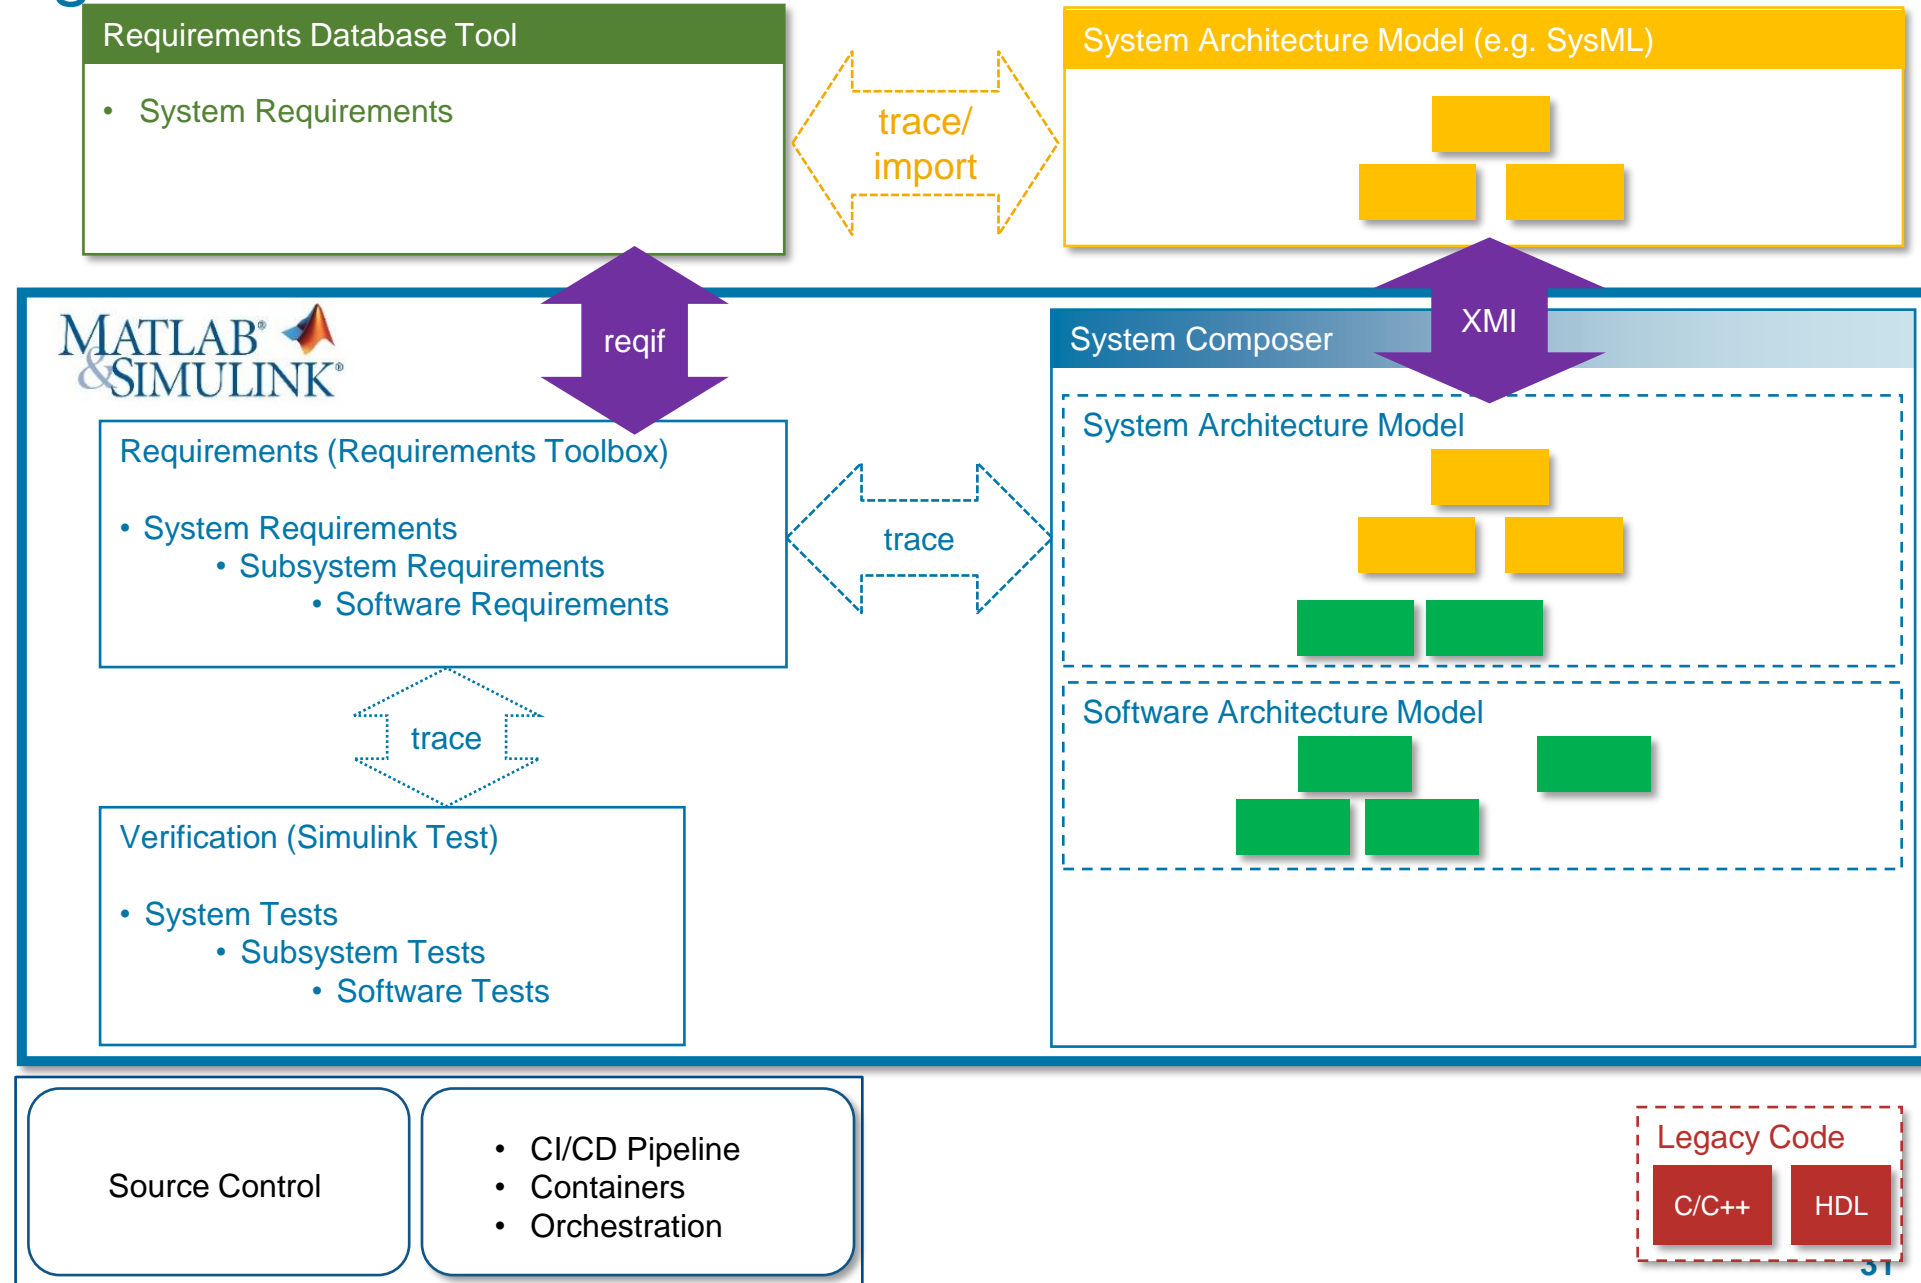 Requirements Database Tool
• System Requirements
trace/
import
System Architecture Model (e.g. SysML)
MATLAB®
&SIMULINK®
reqif
XMI
System Composer
Requirements (Requirements Toolbox)
• System Requirements
• Subsystem Requirements
• Software Requirements
trace
System Architecture Model
Software Architecture Model
trace
Verification (Simulink Test)
• System Tests
• Subsystem Tests
• Software Tests
Source Control
• CI/CD Pipeline
• Containers
• Orchestration
Legacy Code
C/C++
HDL
31